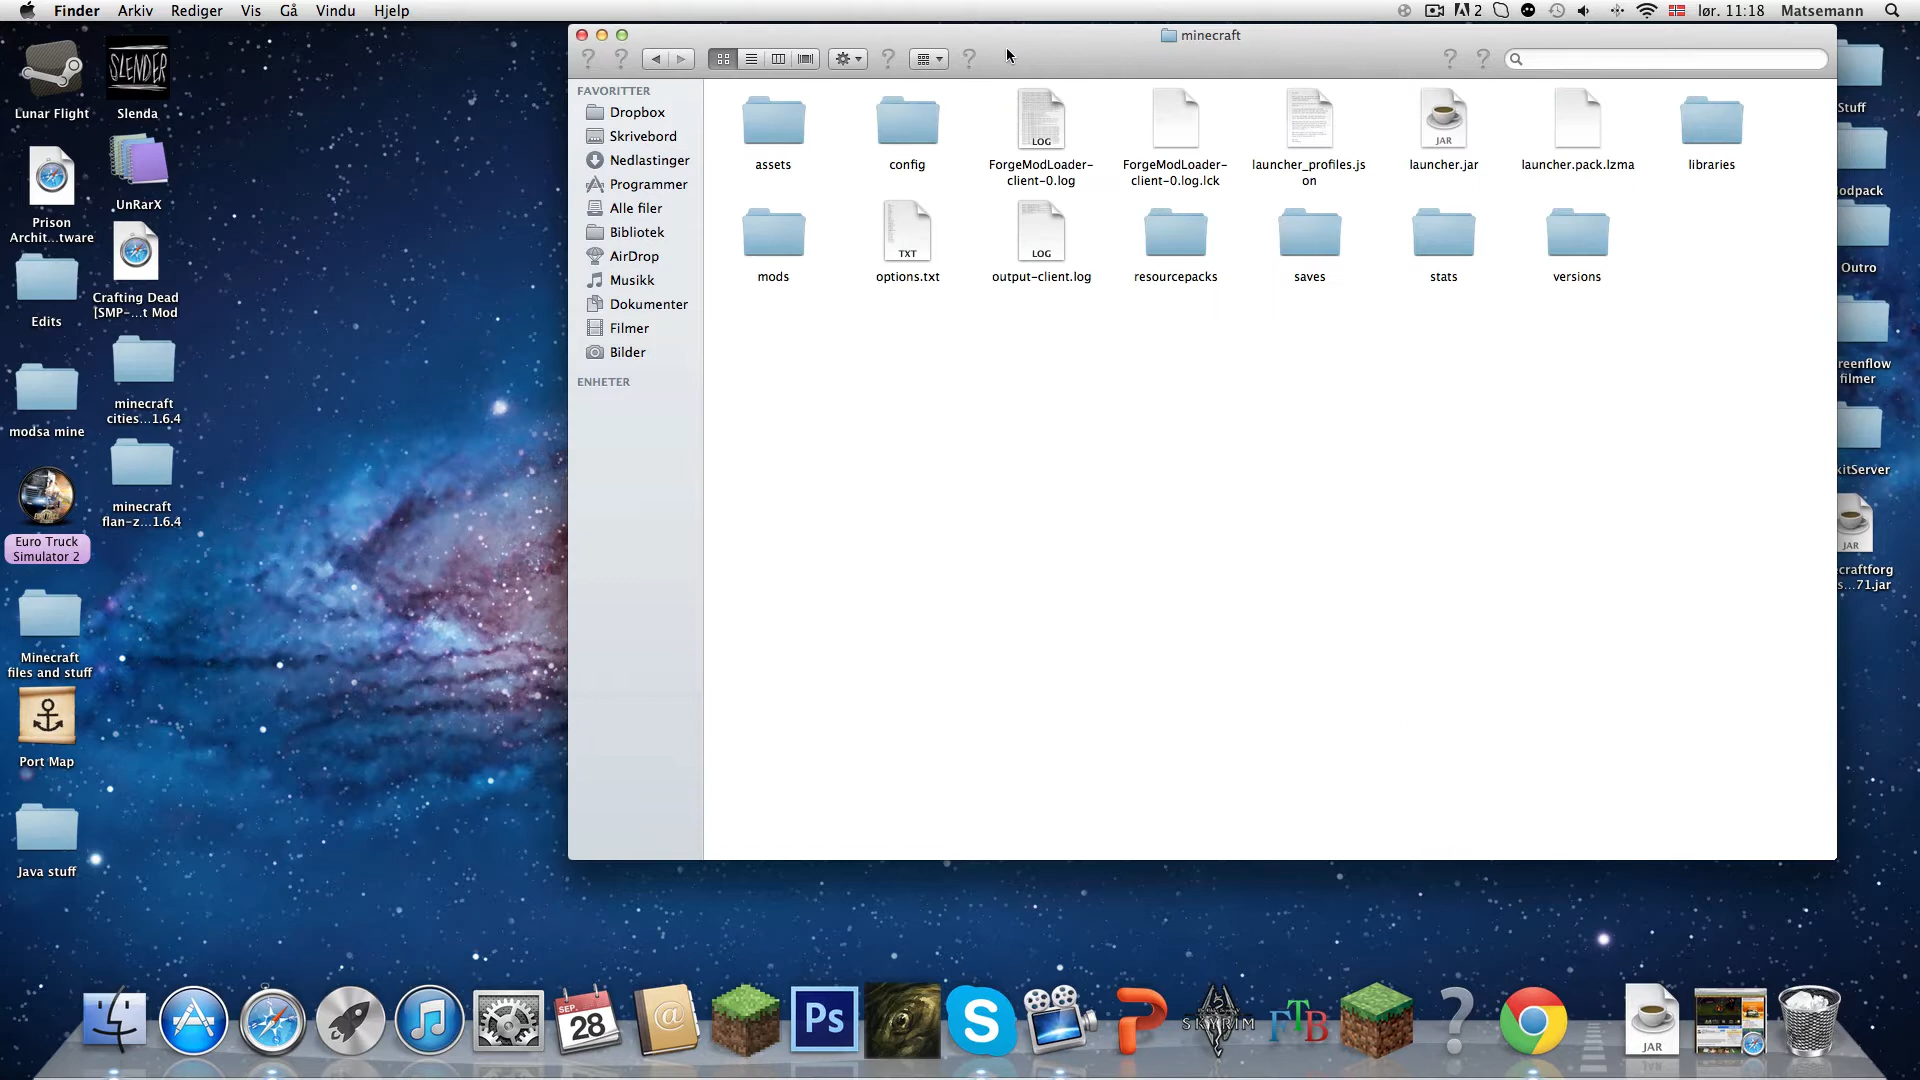 Finder Arkiv Rediger Vis Gå Vindu Hjelp
2 lør. 11:18 Matsemann
minecraft
FAVORITTER
Dropbox
Skrivebord
Nedlastinger
Programmer
Alle filer
Bibliotek
AirDrop
Musikk
Dokumenter
Filmer
Bilder
ENHETER
LOG
JAR
assets
config
ForgeModLoader-
client-0.log
ForgeModLoader-
client-0.log.lck
launcher_profiles.js
on
launcher.jar
launcher.pack.lzma
libraries
TXT
LOG
mods
options.txt
output-client.log
resourcepacks
saves
stats
versions
SLENDER
Lunar Flight
Slenda
UnRarX
Prison
Archit...tware
Crafting Dead
[SMP-...t Mod
Edits
minecraft
cities...1.6.4
modsa mine
minecraft
flan-z...1.6.4
Euro Truck
Simulator 2
Minecraft
files and stuff
Port Map
Java stuff
Stuff
odpack
Outro
reenflow
filmer
kitServer
JAR
craftforg
s...71.jar
SEP.
28
@
Ps
S
SKYRIM
FTB
?
JAR